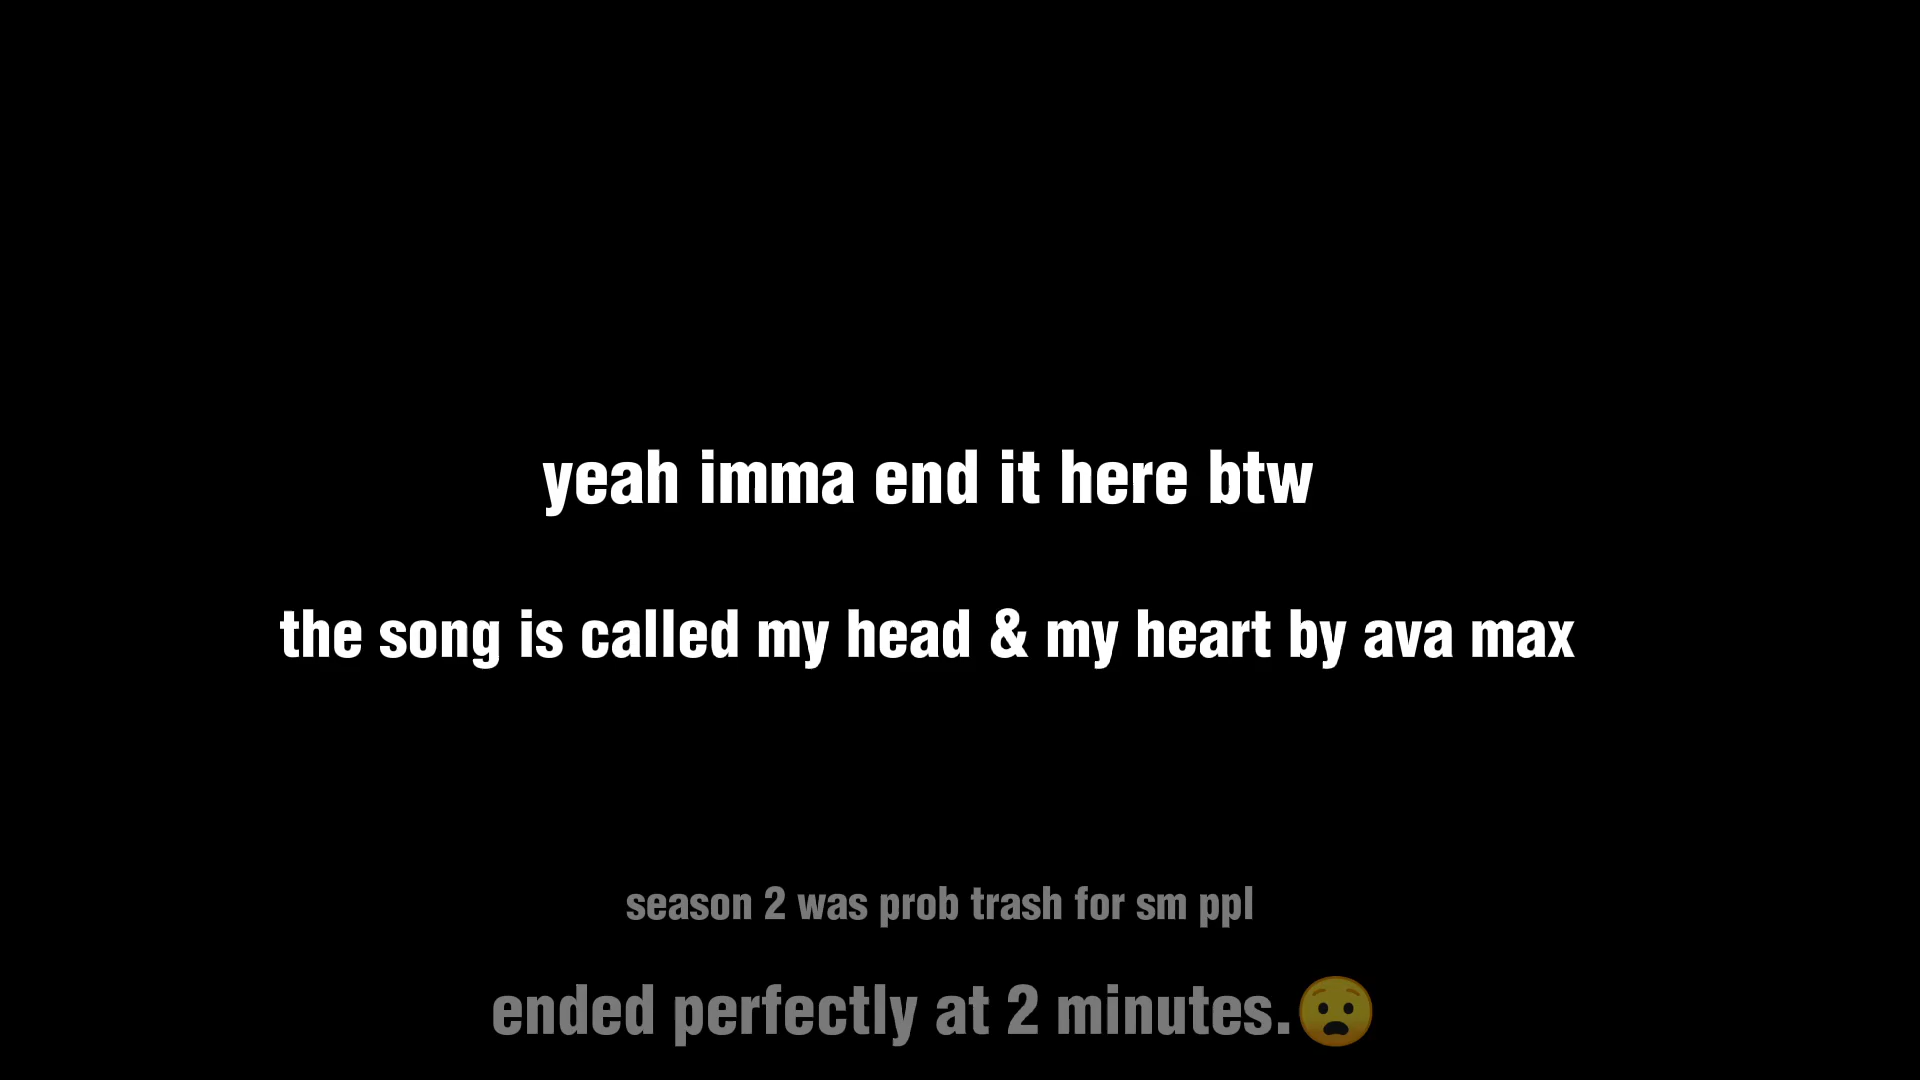 yeah imma end it here btw
the song is called my head & my heart by ava max
season 2 was prob trash for sm ppl
ended perfectly at 2 minutes.😧